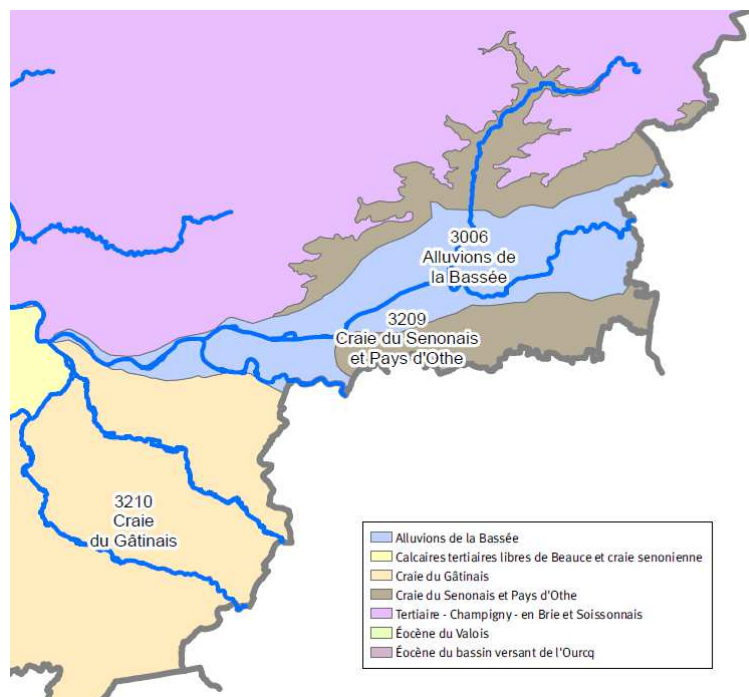 3006
Alluvions de
la Bassée
3209
Craie du Senonais
et Pays d'Othe
3210
Craie
du Gâtinais
Alluvions de la Bassée
Calcaires tertiaires libres de Beauce et craie senonienne
Craie du Gâtinais
Craie du Senonais et Pays d'Othe
Tertiaire - Champigny - en Brie et Soissonnais
Éocène du Valois
Éocène du bassin versant de l'Ourcq